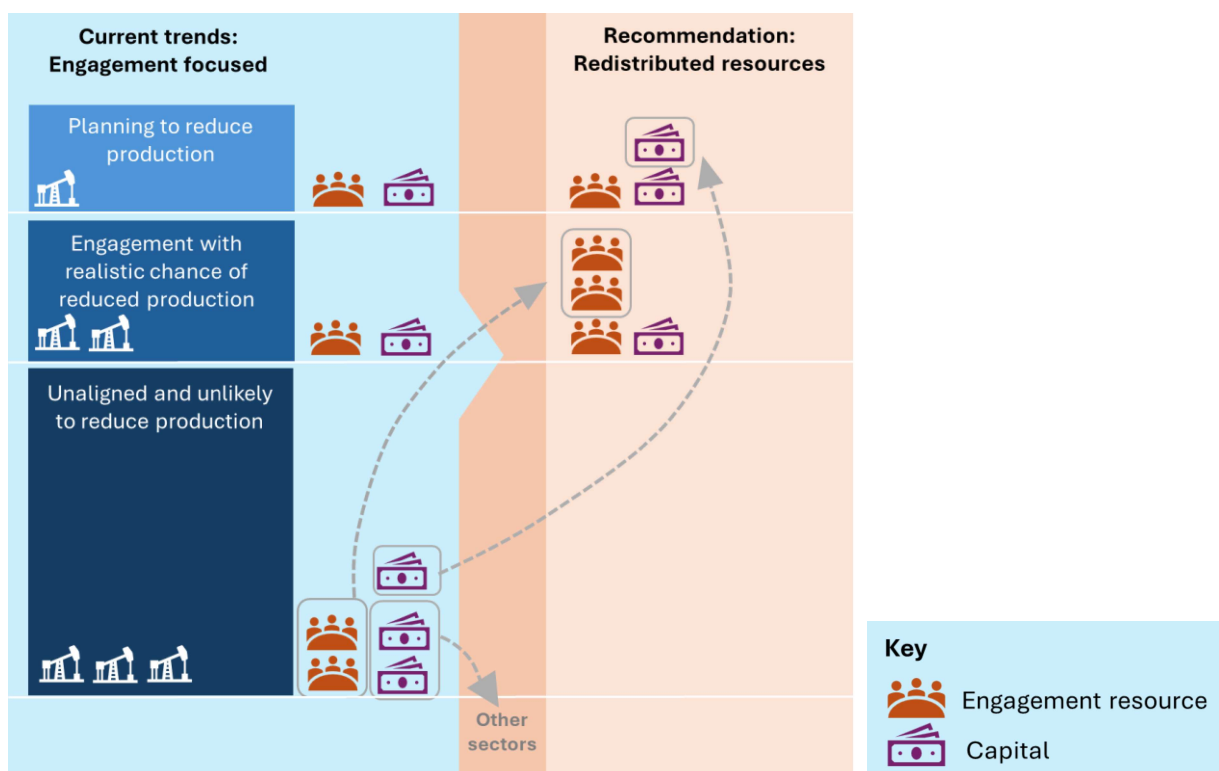 Current trends:
Engagement focused
Recommendation:
Redistributed resources
Planning to reduce
production
Engagement with
realistic chance of
reduced production
Unaligned and unlikely
to reduce production
Other
sectors
Key
Engagement resource
Capital